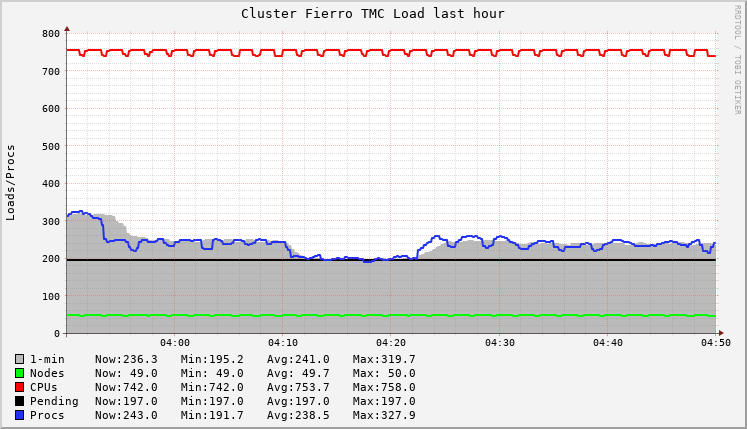 Cluster Fierro TMC Load last hour
RRDTOOL / TOBI OETIKER
Loads/Procs
800
700
600
500
400
300
200
100
0
04:00 04:10 04:20 04:30 04:40 04:50
1-min Now:236.3 Min:195.2 Avg:241.0 Max:319.7
Nodes Now: 49.0 Min: 49.0 Avg: 49.7 Max: 50.0
CPUs Now:742.0 Min:742.0 Avg:753.7 Max:758.0
Pending Now:197.0 Min:197.0 Avg:197.0 Max:197.0
Procs Now:243.0 Min:191.7 Avg:238.5 Max:327.9